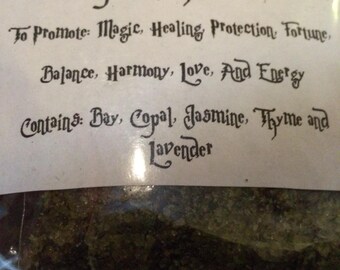 To Promote: Magic, Healing, Protection, Fortune,
Balance, Harmony, Love, And Energy
Contains: Bay, Copal, Jasmine, Thyme and
Lavender